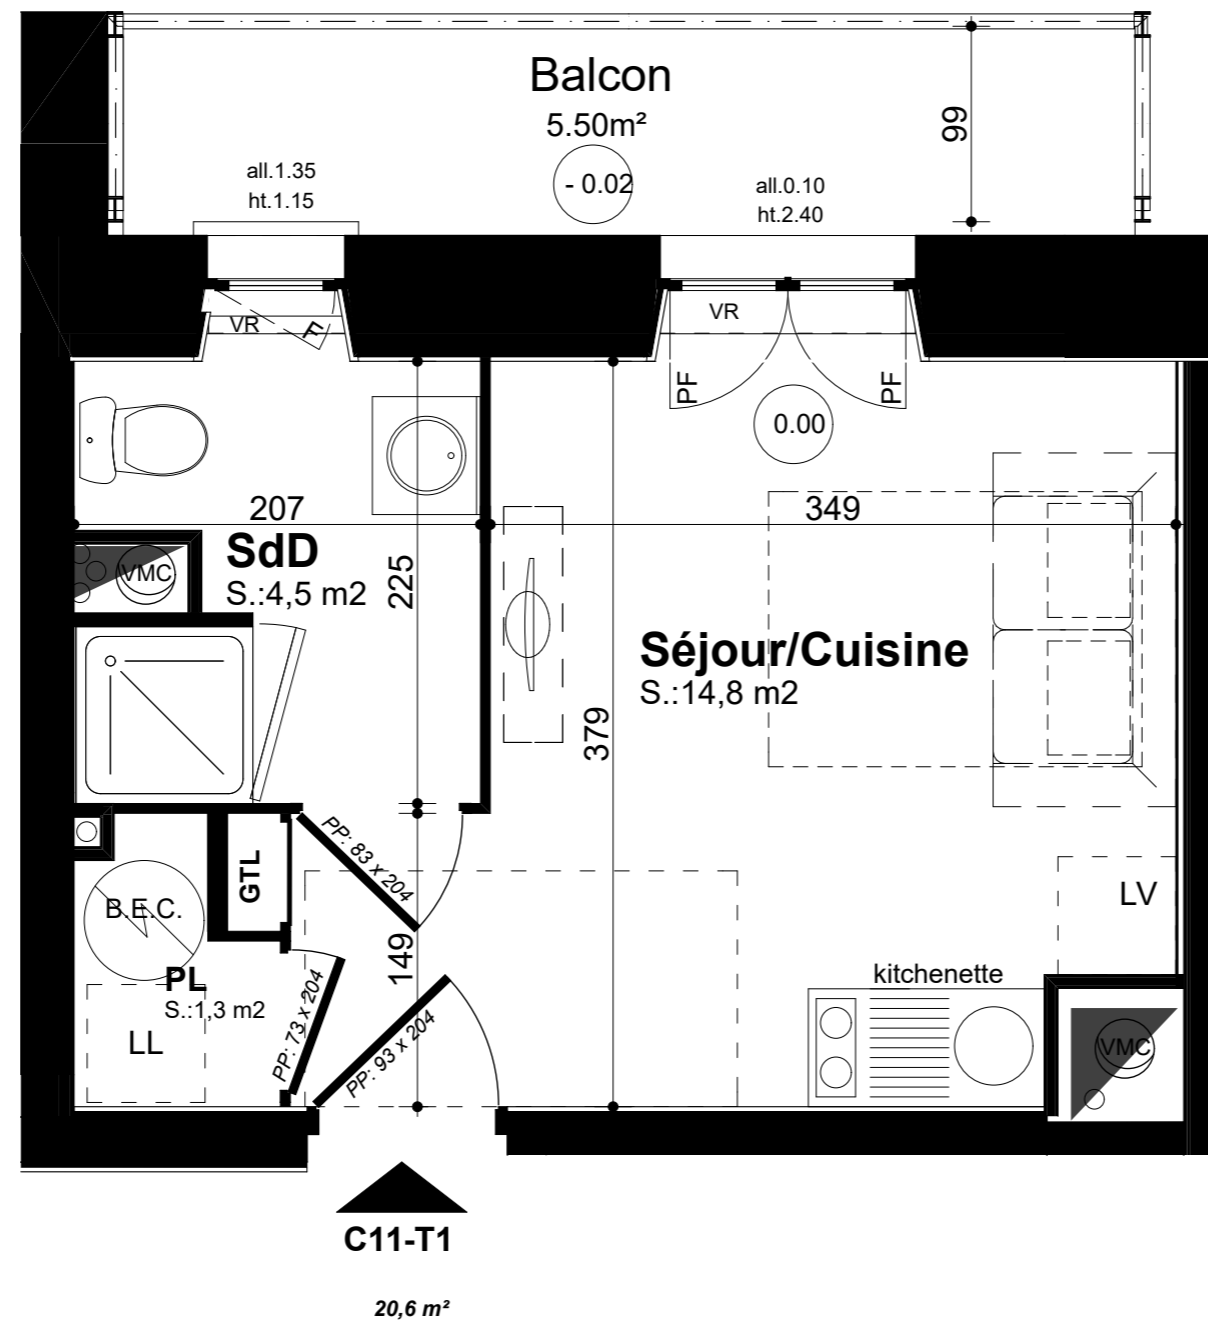 Balcon
5.50m²
- 0.02
99
all.1.35
ht.1.15
all.0.10
ht.2.40
VR
F
VR
PF
PF
0.00
207
349
SdD
S.:4,5 m2
VMC
225
Séjour/Cuisine
S.:14,8 m2
379
PP: 83 x 204
GTL
B.E.C.
LV
149
kitchenette
PL
S.:1,3 m2
LL
PP: 73 x 204
PP: 93 x 204
VMC
C11-T1
20,6 m²